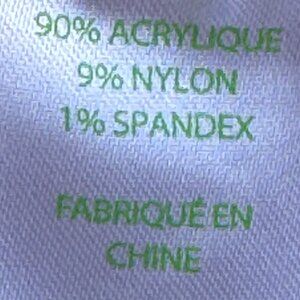 90% ACRYLIQUE
9% NYLON
1% SPANDEX
FABRIQUÉ EN
CHINE